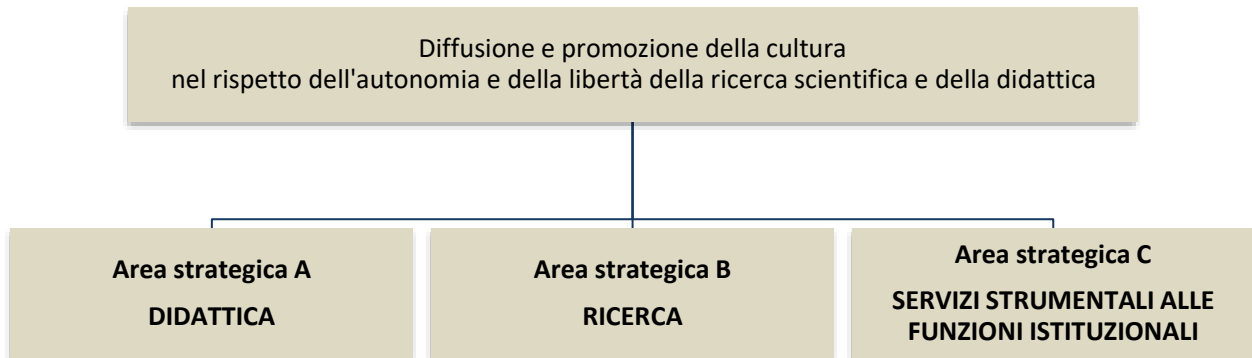 Diffusione e promozione della cultura
nel rispetto dell'autonomia e della libertà della ricerca scientifica e della didattica
Area strategica A
DIDATTICA
Area strategica B
RICERCA
Area strategica C
SERVIZI STRUMENTALI ALLE
FUNZIONI ISTITUZIONALI